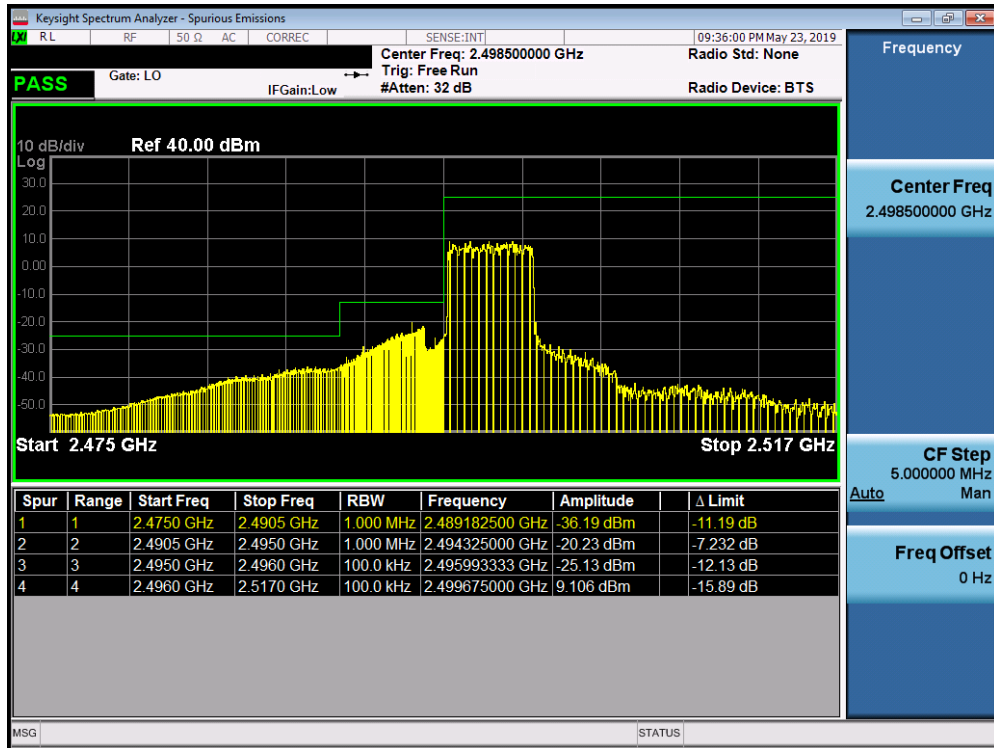 Keysight Spectrum Analyzer - Spurious Emissions
LXI RL RF 50 Ω AC CORREC SENSE:INT 09:36:00 PM May 23, 2019
Center Freq: 2.498500000 GHz Radio Std: None
PASS Gate: LO Trig: Free Run
IFGain:Low #Atten: 32 dB Radio Device: BTS
Frequency
10 dB/div Ref 40.00 dBm
Log
30.0
20.0
10.0
0.00
-10.0
-20.0
-30.0
-40.0
-50.0
Start 2.475 GHz Stop 2.517 GHz
Center Freq
2.498500000 GHz
CF Step
5.000000 MHz
Auto Man
Freq Offset
0 Hz
Spur Range Start Freq Stop Freq RBW Frequency Amplitude Δ Limit
1 1 2.4750 GHz 2.4905 GHz 1.000 MHz 2.489182500 GHz -36.19 dBm -11.19 dB
2 2 2.4905 GHz 2.4950 GHz 1.000 MHz 2.494325000 GHz -20.23 dBm -7.232 dB
3 3 2.4950 GHz 2.4960 GHz 100.0 kHz 2.495993333 GHz -25.13 dBm -12.13 dB
4 4 2.4960 GHz 2.5170 GHz 100.0 kHz 2.499675000 GHz 9.106 dBm -15.89 dB
MSG STATUS